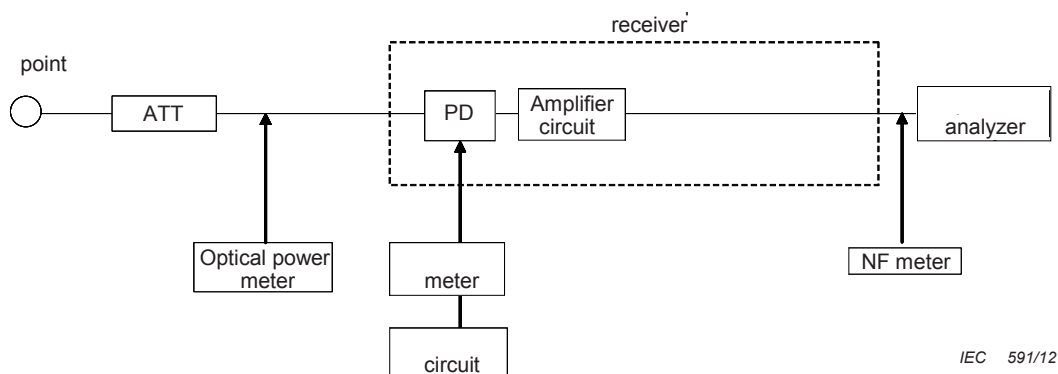 receiver
point
ATT
PD
Amplifier
circuit
analyzer
Optical power
meter
meter
NF meter
circuit
IEC 591/12